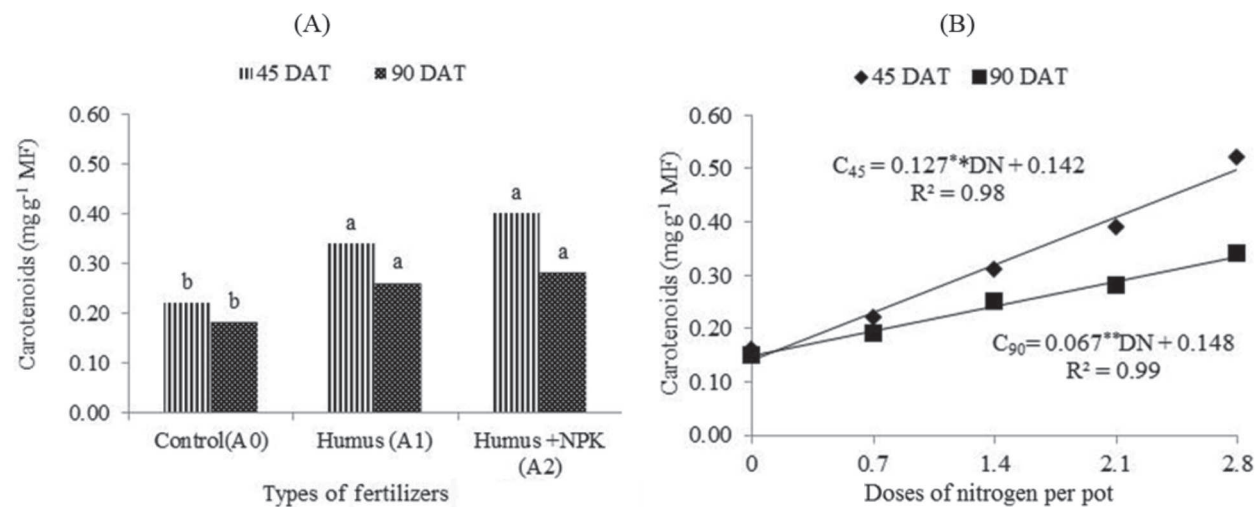 (A)
45 DAT 90 DAT
Carotenoids (mg g⁻¹ MF)
0.60
0.50
0.40
0.30
0.20
0.10
0.00
b b
a a
a a
Control(A0) Humus (A1) Humus +NPK
(A2)
Types of fertilizers
(B)
45 DAT 90 DAT
Carotenoids (mg g⁻¹ MF)
0.60
0.50
0.40
0.30
0.20
0.10
0.00
C₄₅ = 0.127**DN + 0.142
R² = 0.98
C₉₀= 0.067**DN + 0.148
R² = 0.99
0 0.7 1.4 2.1 2.8
Doses of nitrogen per pot